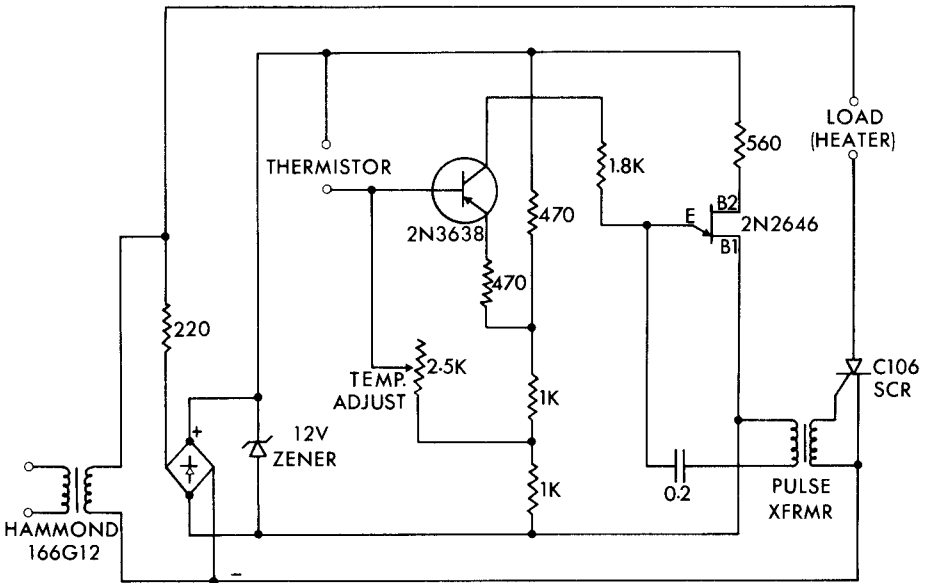 LOAD
(HEATER)
THERMISTOR
560
1.8K
B2
E
2N2646
B1
2N3638
470
470
220
2.5K
TEMP.
ADJUST
C106
SCR
1K
+
12V
ZENER
1K
0.2
PULSE
XFRMR
HAMMOND
166G12
–